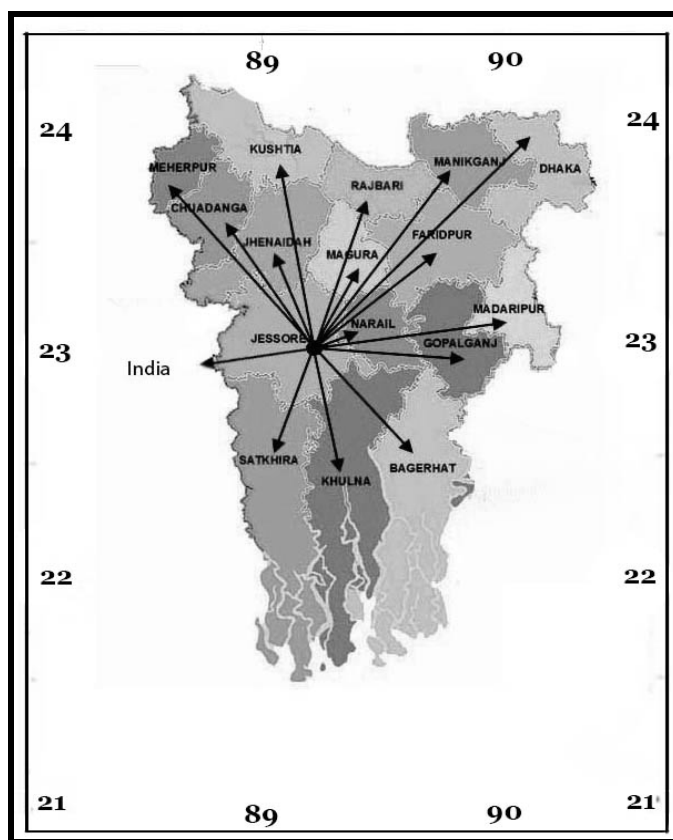 89 90
24 24
KUSHTIA
MEHERPUR
MANIKGANJ
DHAKA
RAJBARI
CHUADANGA
FARIDPUR
JHENAIDAH
MAGURA
MADARIPUR
NARAIL
JESSORE
GOPALGANJ
23 23
India
SATKHIRA
BAGERHAT
KHULNA
22 22
21 21
89 90